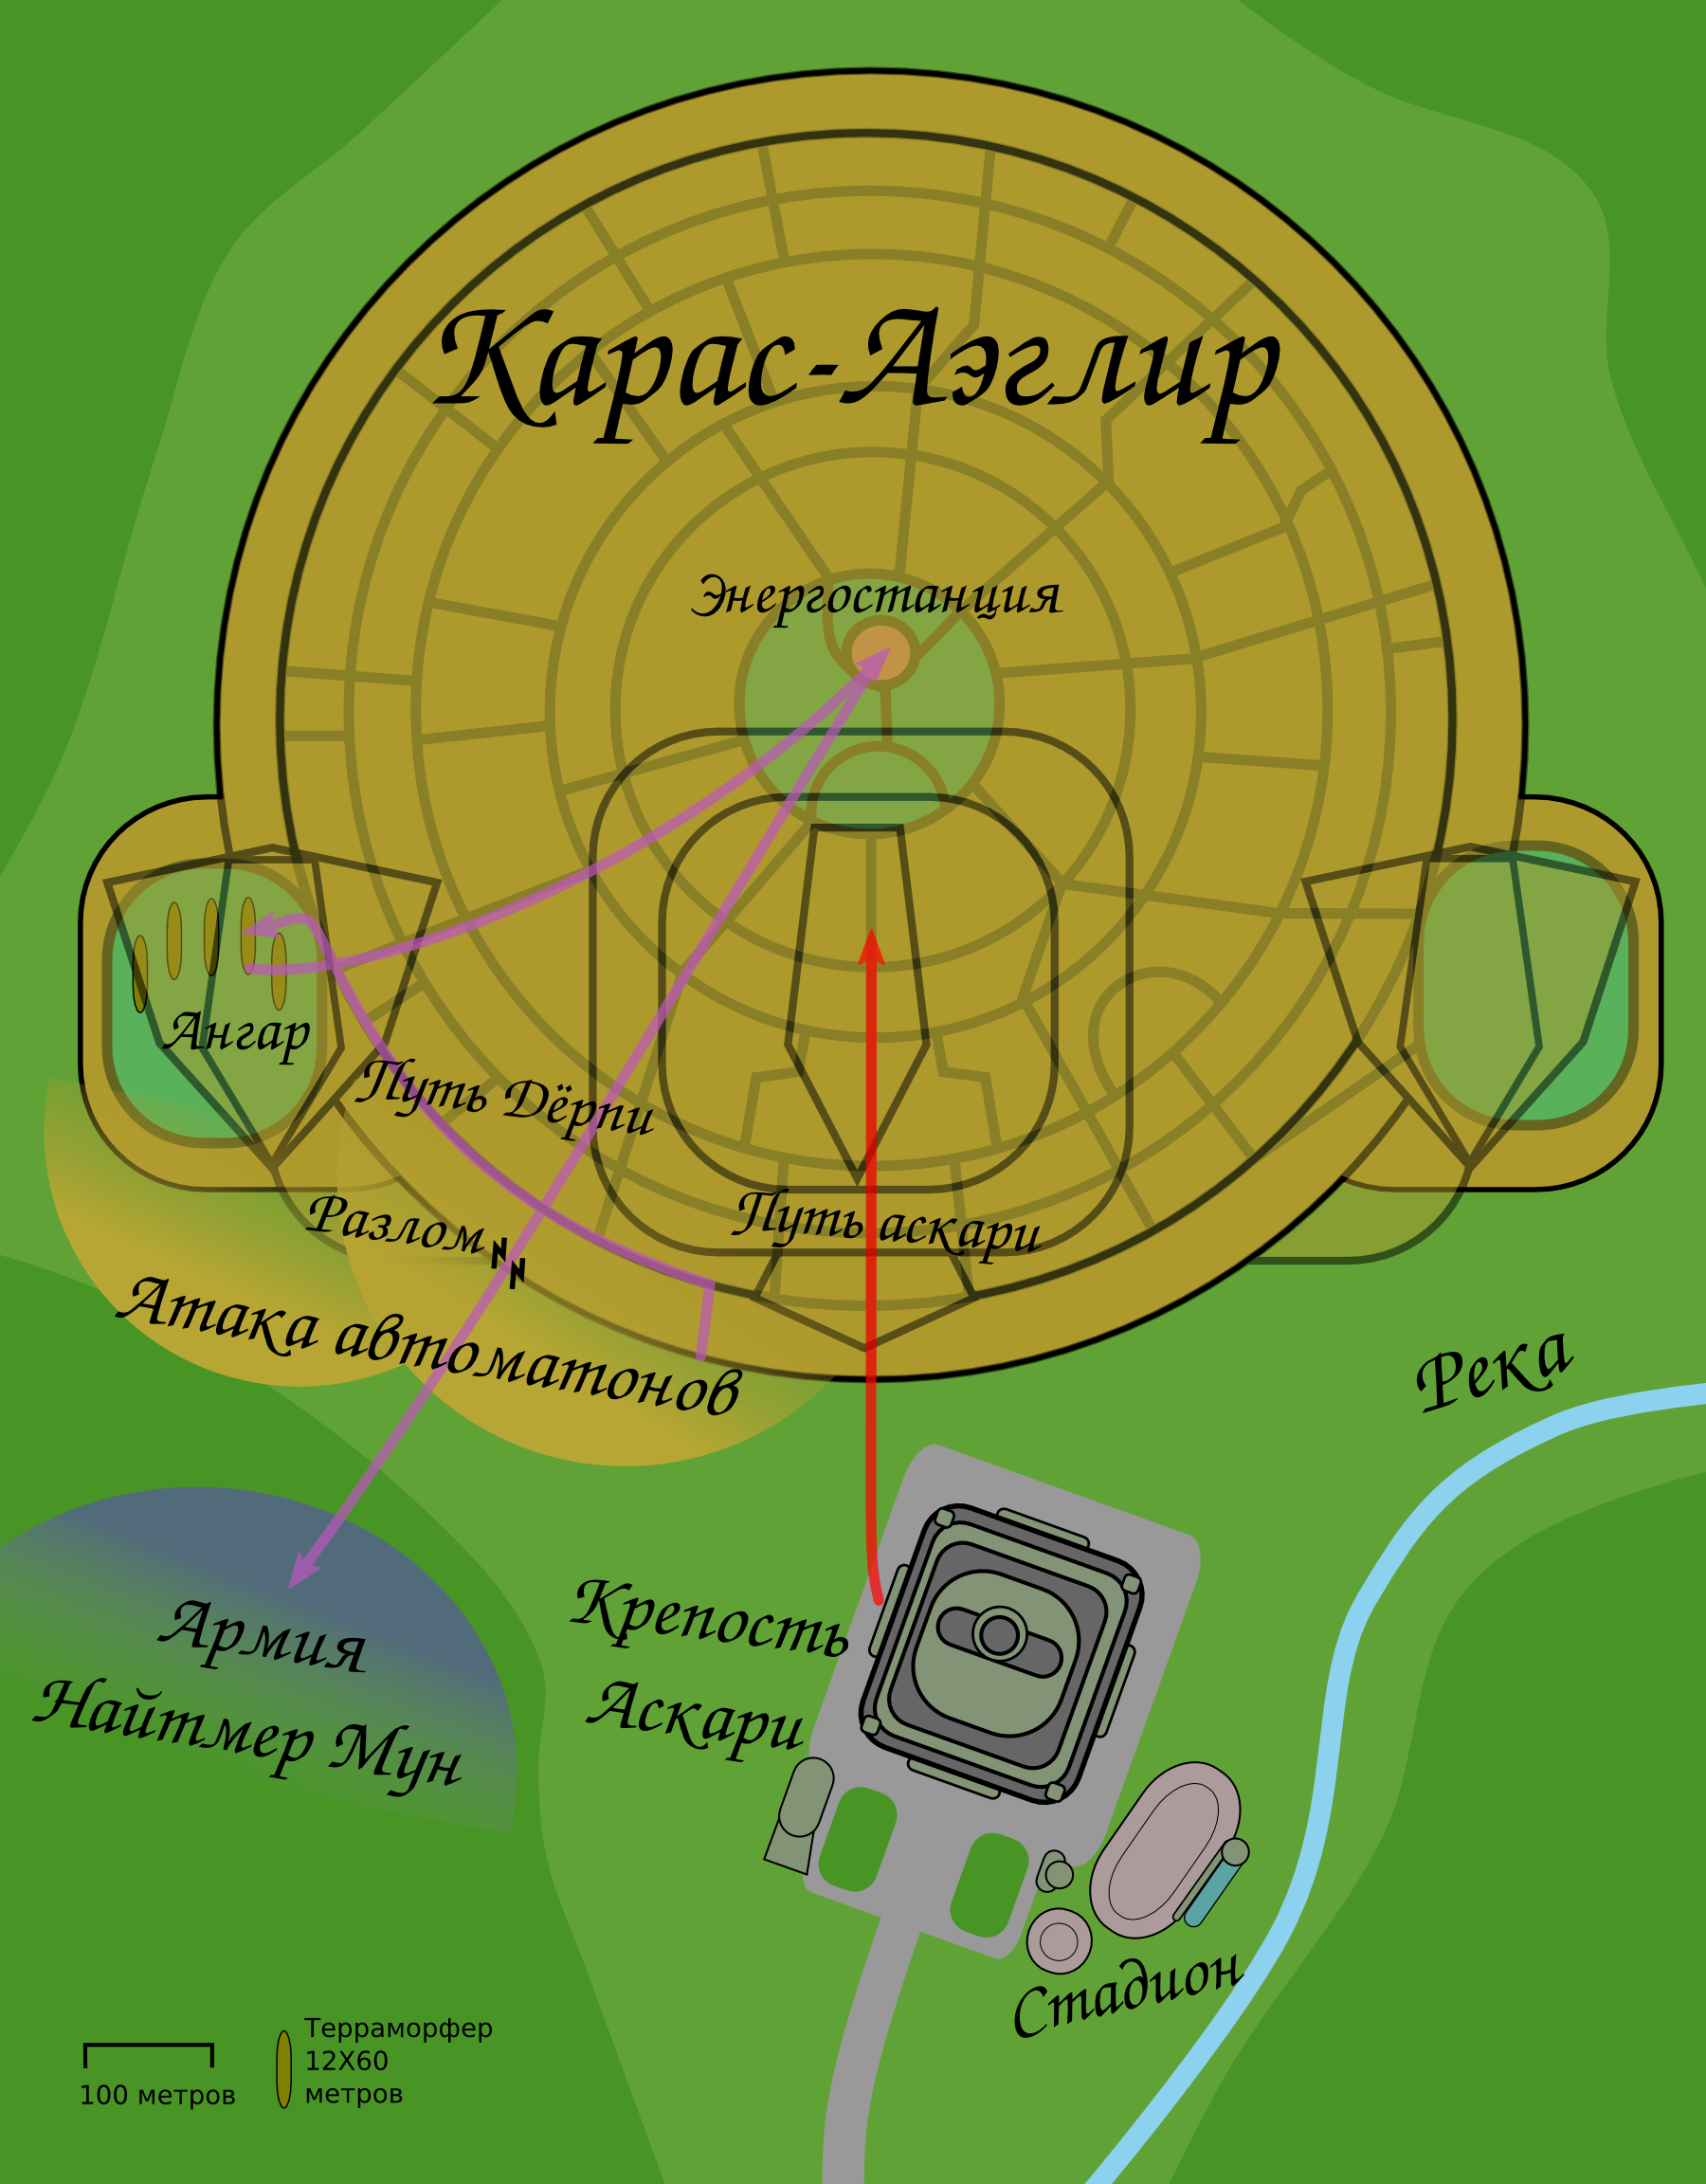 Карас-Аэглир
Энергостанция
Ангар
Путь Дёрпи
Разлом
Путь аскари
Атака автоматонов
Река
Армия
Найтмер Мун
Крепость
Аскари
Стадион
100 метров
Терраморфер
12X60
метров